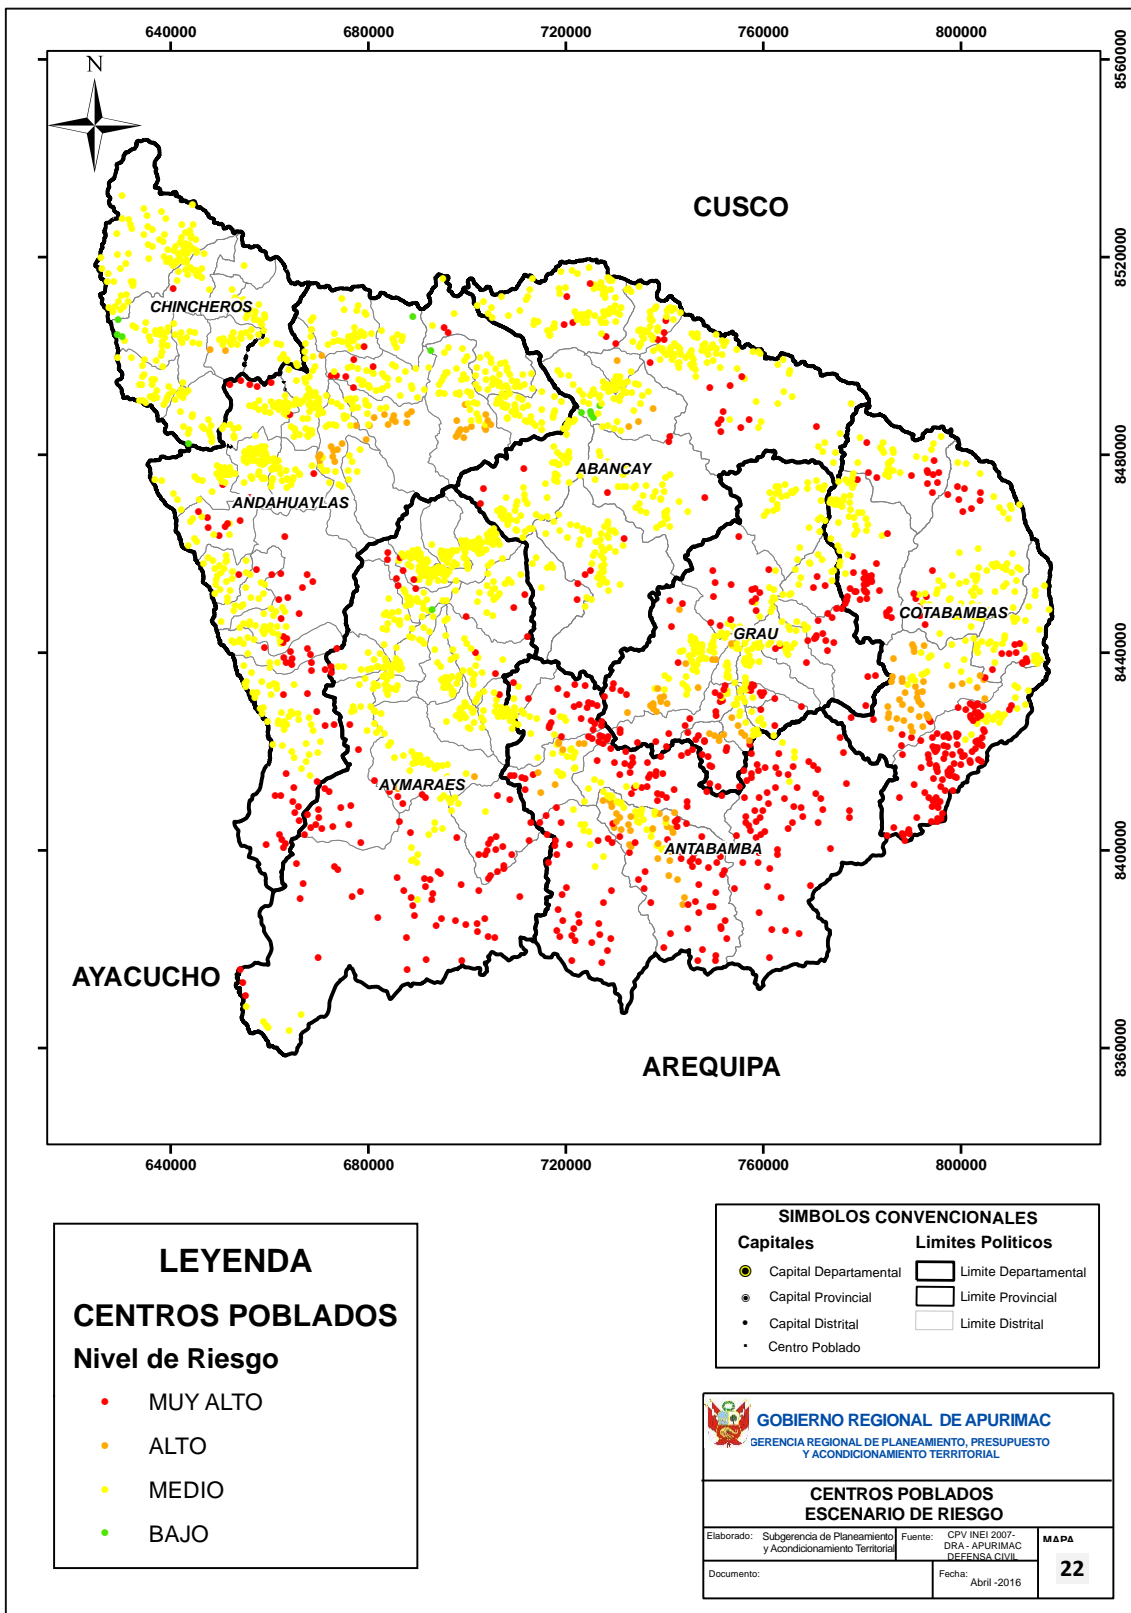 640000 680000 720000 760000 800000
8560000
N
CUSCO
8520000
CHINCHEROS
8480000
ABANCAY
ANDAHUAYLAS
COTABAMBAS
GRAU
8440000
AYMARAES
ANTABAMBA
8400000
AYACUCHO
AREQUIPA
8360000
640000 680000 720000 760000 800000
LEYENDA
CENTROS POBLADOS
Nivel de Riesgo
MUY ALTO
ALTO
MEDIO
BAJO
SIMBOLOS CONVENCIONALES
Capitales Limites Politicos
Capital Departamental Limite Departamental
Capital Provincial Limite Provincial
Capital Distrital Limite Distrital
Centro Poblado
GOBIERNO REGIONAL DE APURIMAC
GERENCIA REGIONAL DE PLANEAMIENTO, PRESUPUESTO
Y ACONDICIONAMIENTO TERRITORIAL
CENTROS POBLADOS
ESCENARIO DE RIESGO
Elaborado: Subgerencia de Planeamiento
y Acondicionamiento Territorial
Fuente: CPV INEI 2007-
DRA - APURIMAC
DEFENSA CIVIL
MAPA
22
Documento:
Fecha: Abril -2016